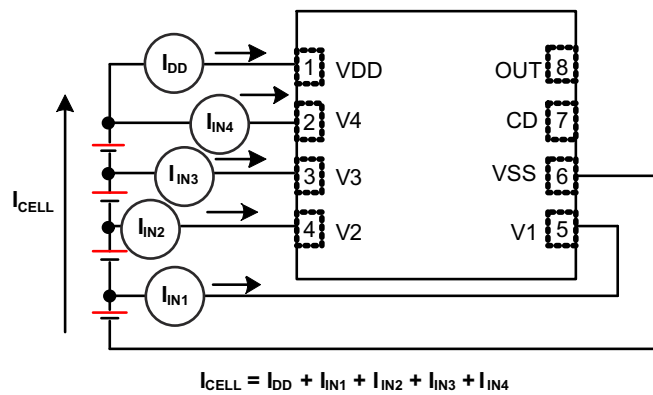 I_DD 1 VDD OUT 8
I_IN4 2 V4 CD 7
I_CELL I_IN3 3 V3 VSS 6
I_IN2 4 V2 V1 5
I_IN1
I_CELL = I_DD + I_IN1 + I_IN2 + I_IN3 + I_IN4